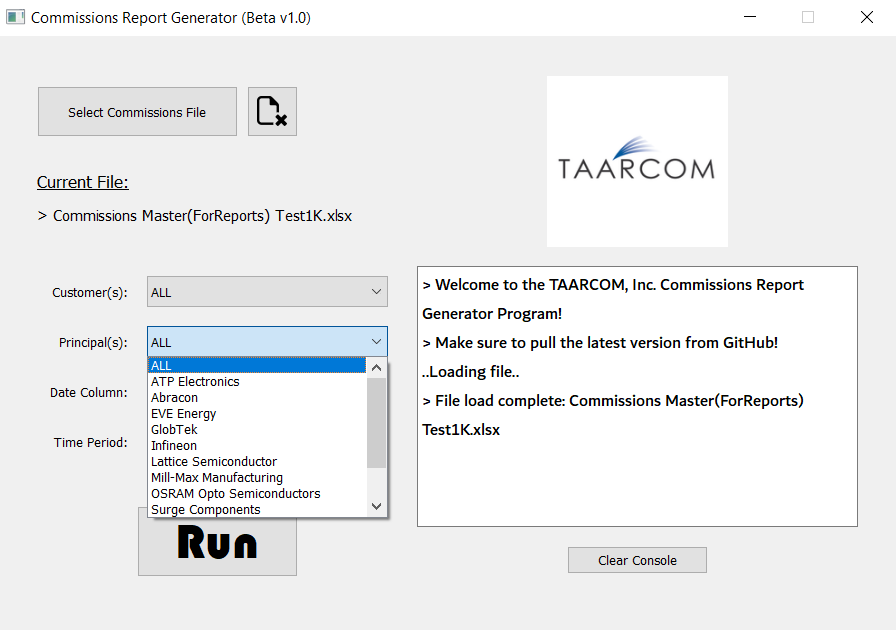 Commissions Report Generator (Beta v1.0)
Select Commissions File
TAARCOM
Current File:
> Commissions Master(ForReports) Test1K.xlsx
Customer(s):
ALL
Principal(s):
ALL
ALL
ATP Electronics
Abracon
EVE Energy
GlobTek
Infineon
Lattice Semiconductor
Mill-Max Manufacturing
OSRAM Opto Semiconductors
Surge Components
Date Column:
Time Period:
Run
> Welcome to the TAARCOM, Inc. Commissions Report
Generator Program!
> Make sure to pull the latest version from GitHub!
..Loading file..
> File load complete: Commissions Master(ForReports)
Test1K.xlsx
Clear Console